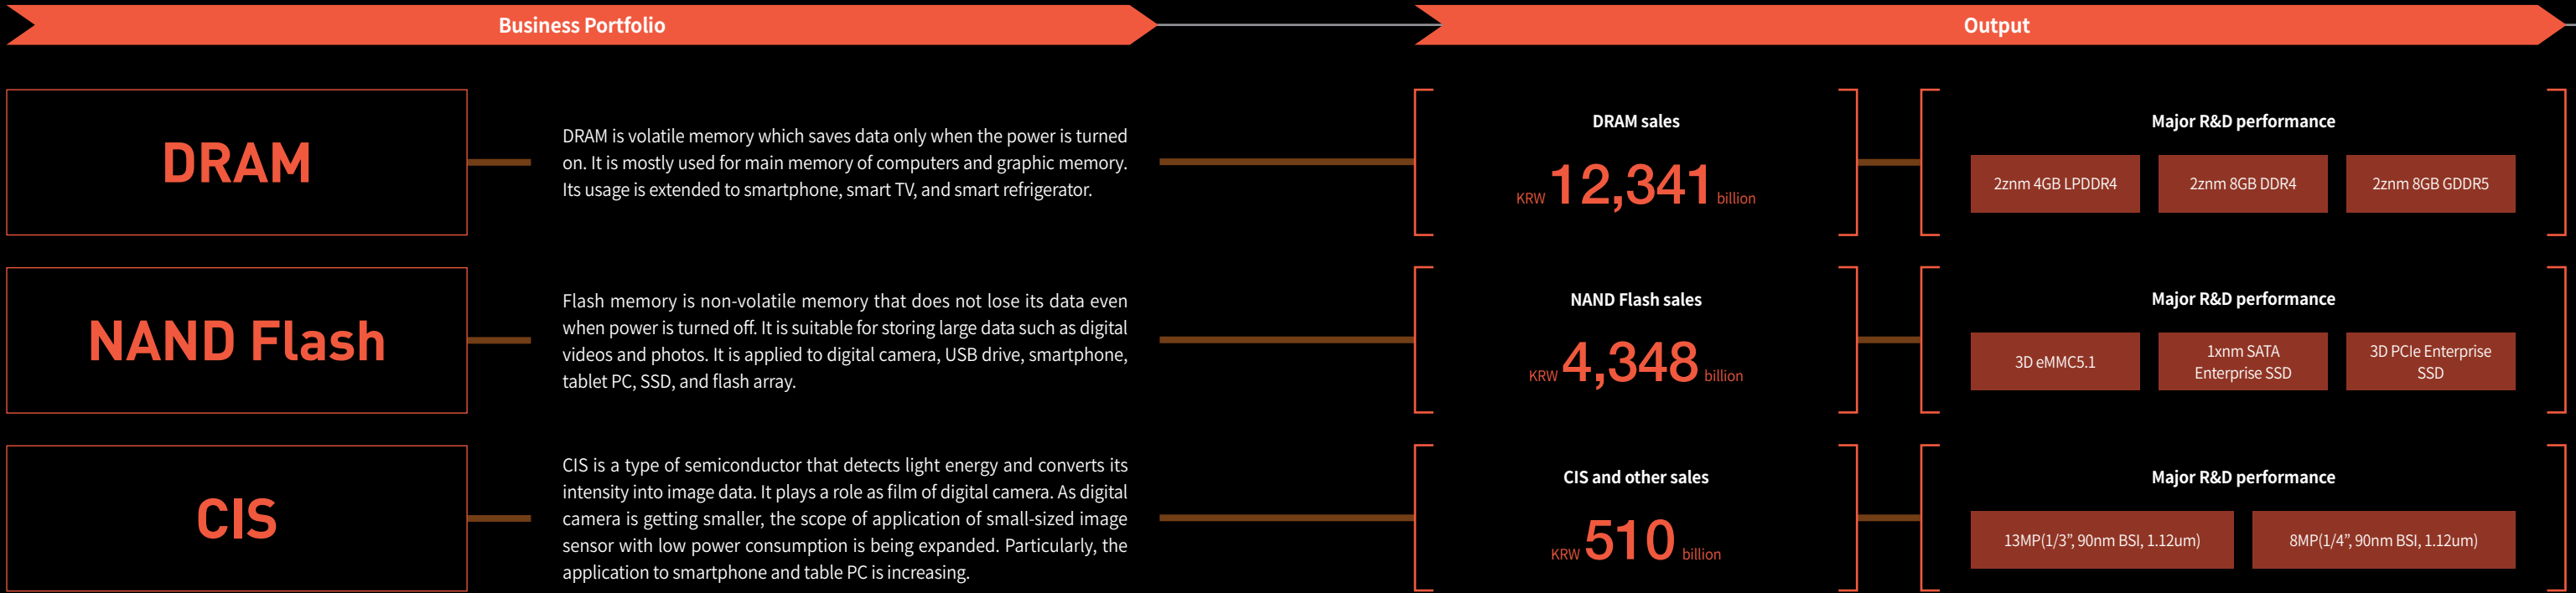 Business Portfolio
Output
DRAM
DRAM is volatile memory which saves data only when the power is turned
on. It is mostly used for main memory of computers and graphic memory.
Its usage is extended to smartphone, smart TV, and smart refrigerator.
DRAM sales
KRW 12,341 billion
Major R&D performance
2znm 4GB LPDDR4
2znm 8GB DDR4
2znm 8GB GDDR5
NAND Flash
Flash memory is non-volatile memory that does not lose its data even
when power is turned off. It is suitable for storing large data such as digital
videos and photos. It is applied to digital camera, USB drive, smartphone,
tablet PC, SSD, and flash array.
NAND Flash sales
KRW 4,348 billion
Major R&D performance
3D eMMC5.1
1xnm SATA
Enterprise SSD
3D PCIe Enterprise
SSD
CIS
CIS is a type of semiconductor that detects light energy and converts its
intensity into image data. It plays a role as film of digital camera. As digital
camera is getting smaller, the scope of application of small-sized image
sensor with low power consumption is being expanded. Particularly, the
application to smartphone and table PC is increasing.
CIS and other sales
KRW 510 billion
Major R&D performance
13MP(1/3”, 90nm BSI, 1.12um)
8MP(1/4”, 90nm BSI, 1.12um)